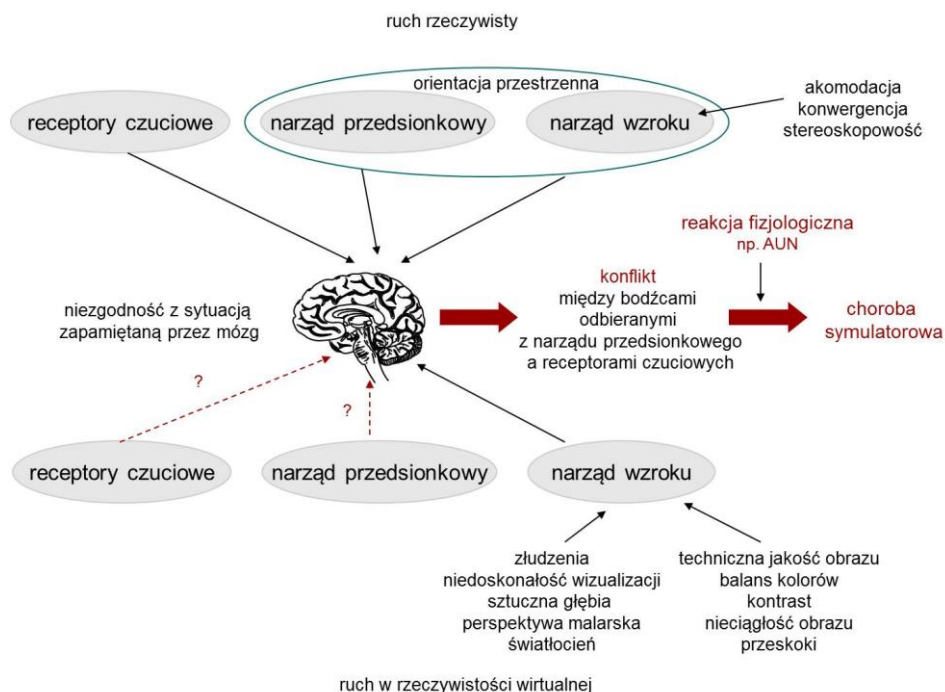 ruch rzeczywisty
orientacja przestrzenna
receptory czuciowe
narząd przedsionkowy
narząd wzroku
akomodacja
konwergencja
stereoskopowość
reakcja fizjologiczna
np. AUN
niezgodność z sytuacją
zapamiętaną przez mózg
konflikt
między bodźcami
odbieranymi
z narządu przedsionkowego
a receptorami czuciowych
choroba
symulatorowa
?
?
receptory czuciowe
narząd przedsionkowy
narząd wzroku
złudzenia
niedoskonałość wizualizacji
sztuczna głębia
perspektywa malarska
światłocień
techniczna jakość obrazu
balans kolorów
kontrast
nieciągłość obrazu
przeskoki
ruch w rzeczywistości wirtualnej